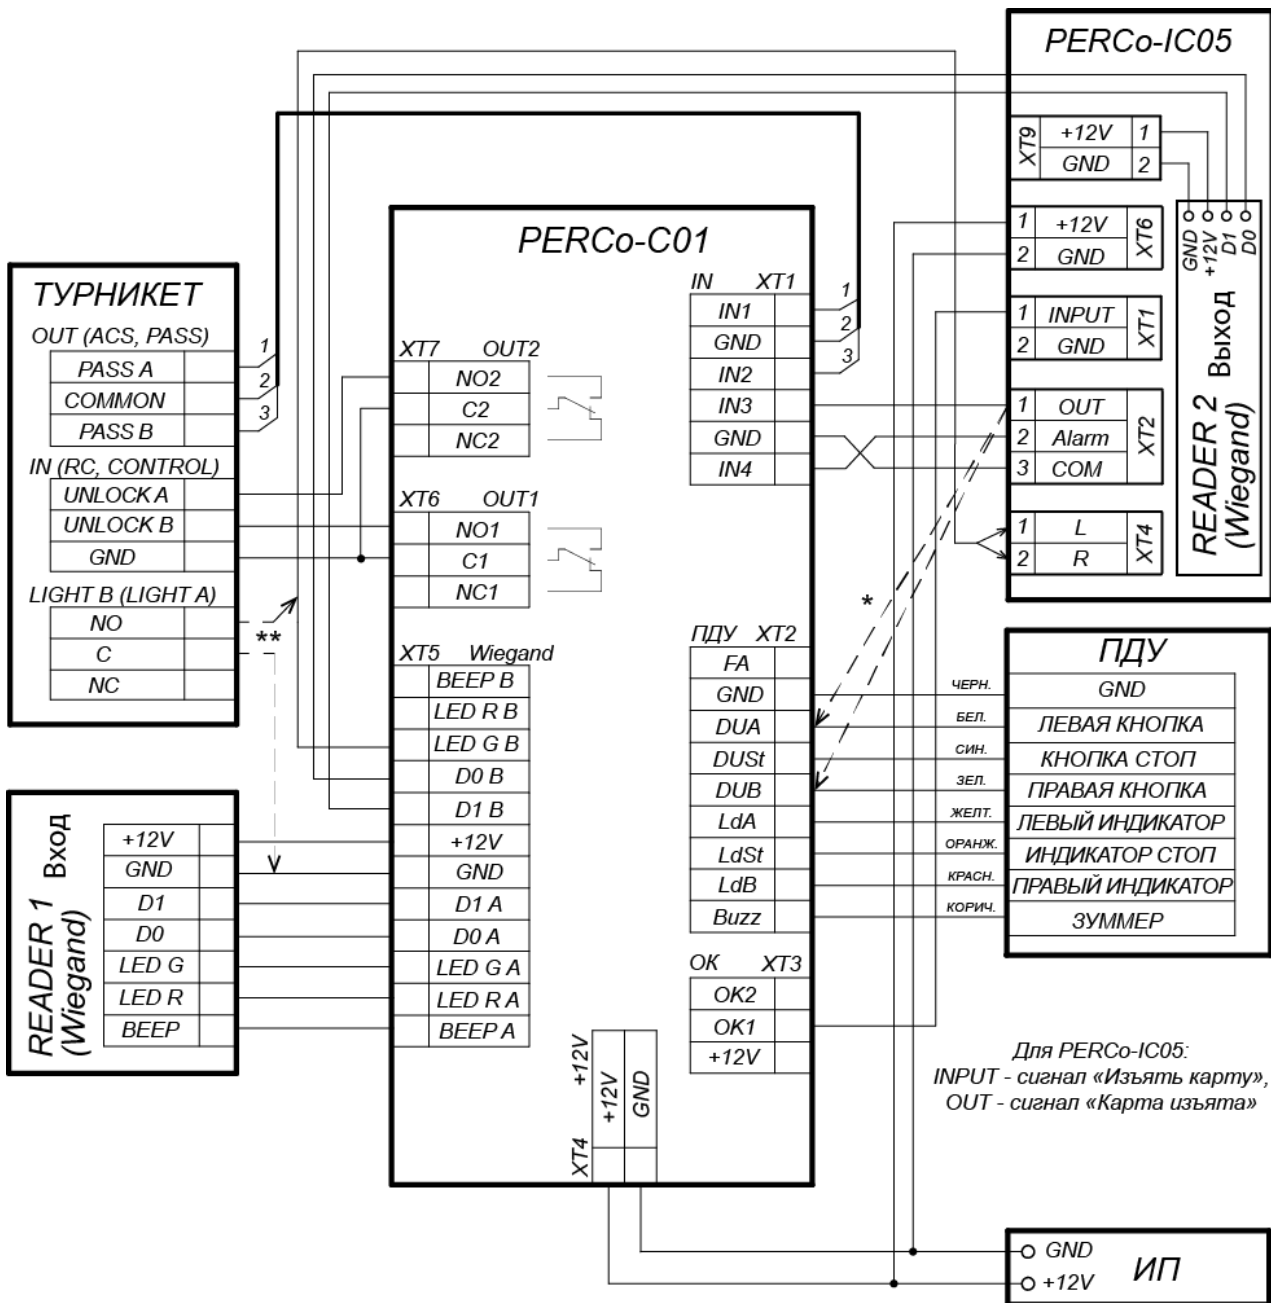 PERCo-IC05
XT9
+12V 1
GND 2
1 +12V
2 GND
XT6
1 INPUT
2 GND
XT1
1 OUT
2 Alarm
3 COM
XT2
1 L
2 R
XT4
GND
+12V
D1
D0
READER 2 Выход
(Wiegand)
ТУРНИКЕТ
OUT (ACS, PASS)
PASS A
COMMON
PASS B
1
2
3
IN (RC, CONTROL)
UNLOCK A
UNLOCK B
GND
LIGHT B (LIGHT A)
NO
C
NC
**
READER 1 Вход
(Wiegand)
+12V
GND
D1
D0
LED G
LED R
BEEP
PERCo-C01
XT7 OUT2
NO2
C2
NC2
XT6 OUT1
NO1
C1
NC1
XT5 Wiegand
BEEP B
LED R B
LED G B
D0 B
D1 B
+12V
GND
D1 A
D0 A
LED G A
LED R A
BEEP A
IN XT1
IN1
GND
IN2
IN3
GND
IN4
1
2
3
*
ПДУ XT2
FA
GND
DUA
DUSt
DUB
LdA
LdSt
LdB
Buzz
ОК XT3
OK2
OK1
+12V
XT4 +12V
+12V
GND
ЧЕРН.
БЕЛ.
СИН.
ЗЕЛ.
ЖЕЛТ.
ОРАНЖ.
КРАСН.
КОРИЧ.
ПДУ
GND
ЛЕВАЯ КНОПКА
КНОПКА СТОП
ПРАВАЯ КНОПКА
ЛЕВЫЙ ИНДИКАТОР
ИНДИКАТОР СТОП
ПРАВЫЙ ИНДИКАТОР
ЗУММЕР
Для PERCo-IC05:
INPUT - сигнал «Изъять карту»,
OUT - сигнал «Карта изъята»
GND
+12V
ИП